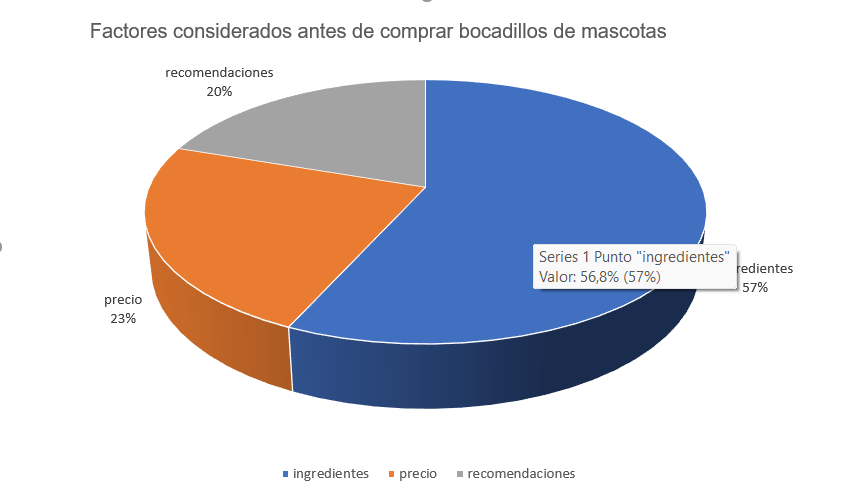 Factores considerados antes de comprar bocadillos de mascotas
recomendaciones
20%
Series 1 Punto "ingredientes"
Valor: 56,8% (57%)
redientes
57%
precio
23%
ingredientes precio recomendaciones